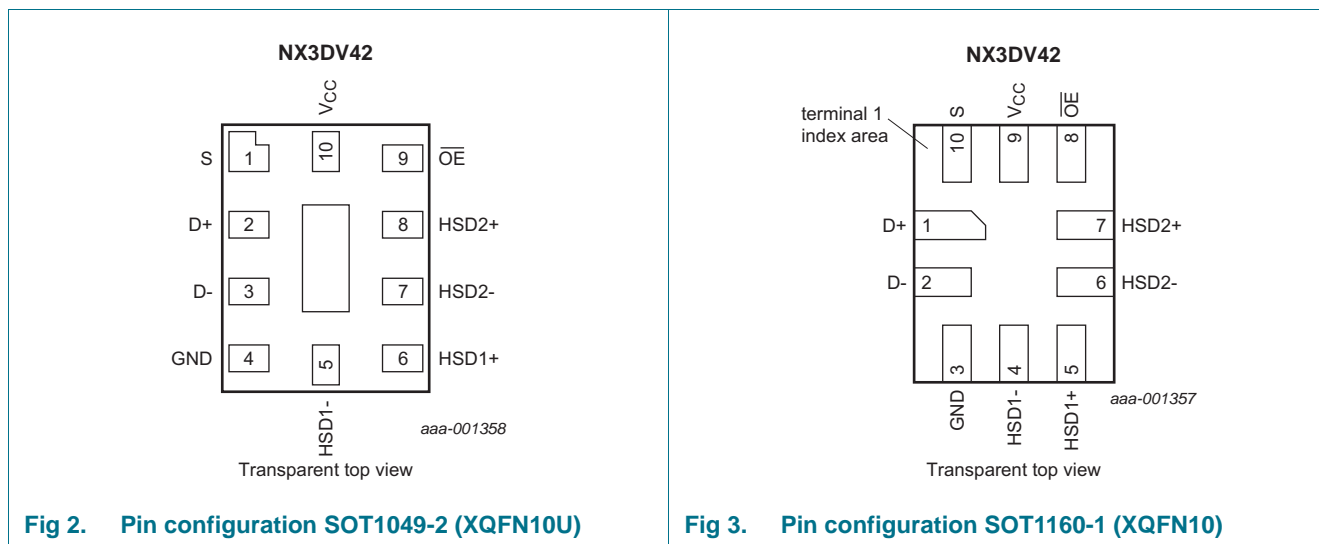 NX3DV42
VCC
S 1 10 9 OE
D+ 2 8 HSD2+
D- 3 7 HSD2-
GND 4 5 6 HSD1+
HSD1-
aaa-001358
Transparent top view
Fig 2. Pin configuration SOT1049-2 (XQFN10U)
NX3DV42
terminal 1
index area
S VCC OE
10 9 8
D+ 1 7 HSD2+
D- 2 6 HSD2-
3 4 5
GND HSD1- HSD1+
aaa-001357
Transparent top view
Fig 3. Pin configuration SOT1160-1 (XQFN10)